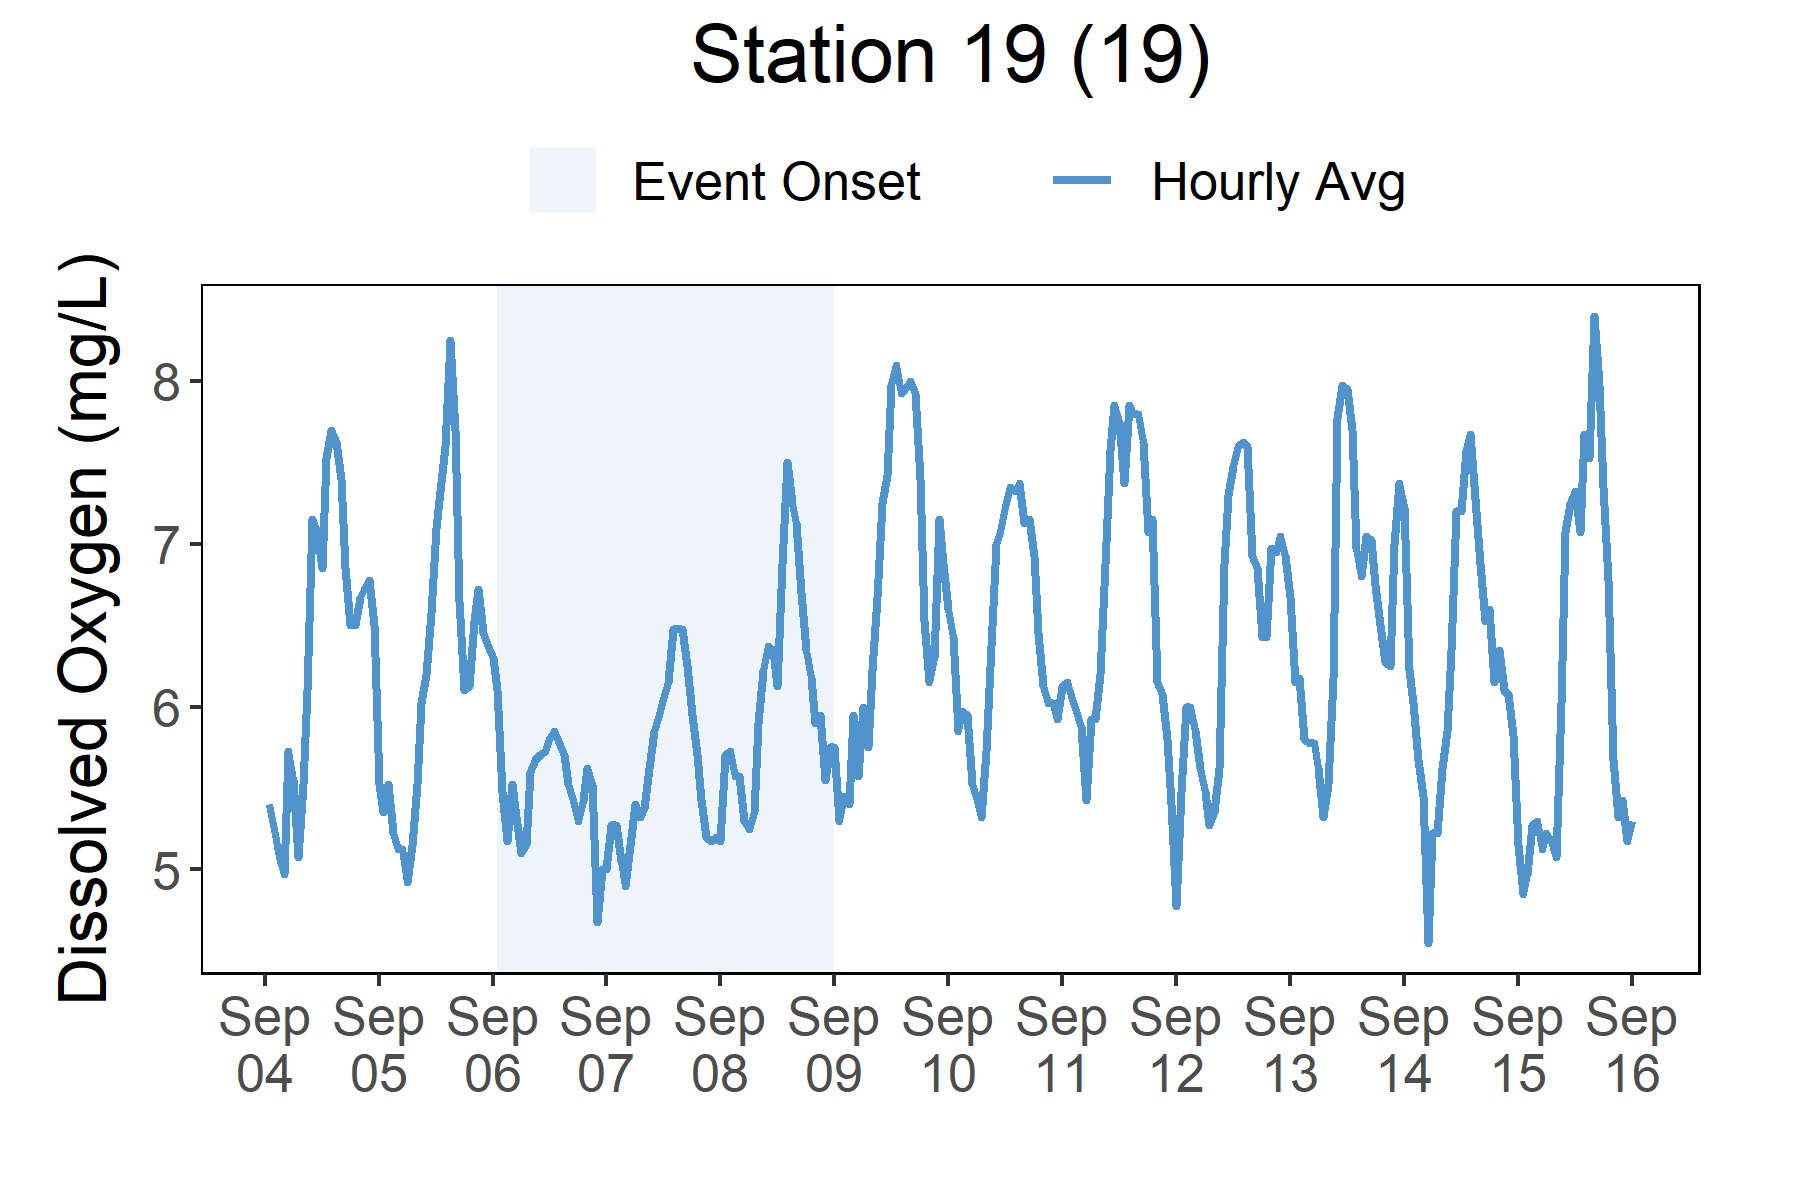 Station 19 (19)
Event Onset
Hourly Avg
Dissolved Oxygen (mg/L)
8
7
6
5
Sep 04
Sep 05
Sep 06
Sep 07
Sep 08
Sep 09
Sep 10
Sep 11
Sep 12
Sep 13
Sep 14
Sep 15
Sep 16